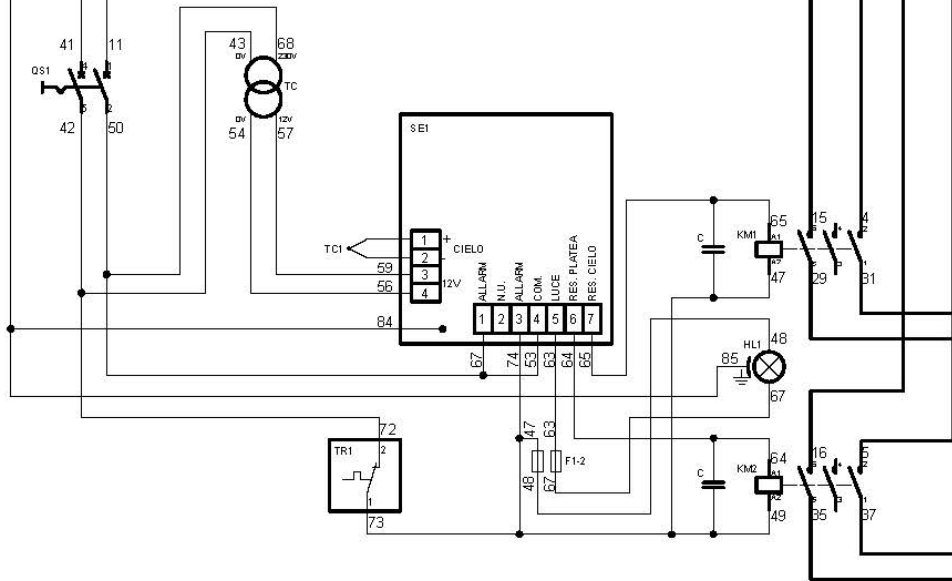 41 11
QS1
4 3
5 2
42 50
43 68
0V 230V
TC
0V 12V
54 57
SE1
TC1
1 +
2 -
CIELO
3
4
12V
59
56
84
ALLARM
N.U.
ALLARM
COM.
LUCE
RES. PLATEA
RES. CIELO
1 2 3 4 5 6 7
67 74 53 63 64 65
C
KM1
65
A1
A2
47
15 4
29 31
HL1
48
85
67
72
TR1
2
1
73
47 63
F1-2
48 67
C
KM2
64
A1
A2
49
16 5
35 37